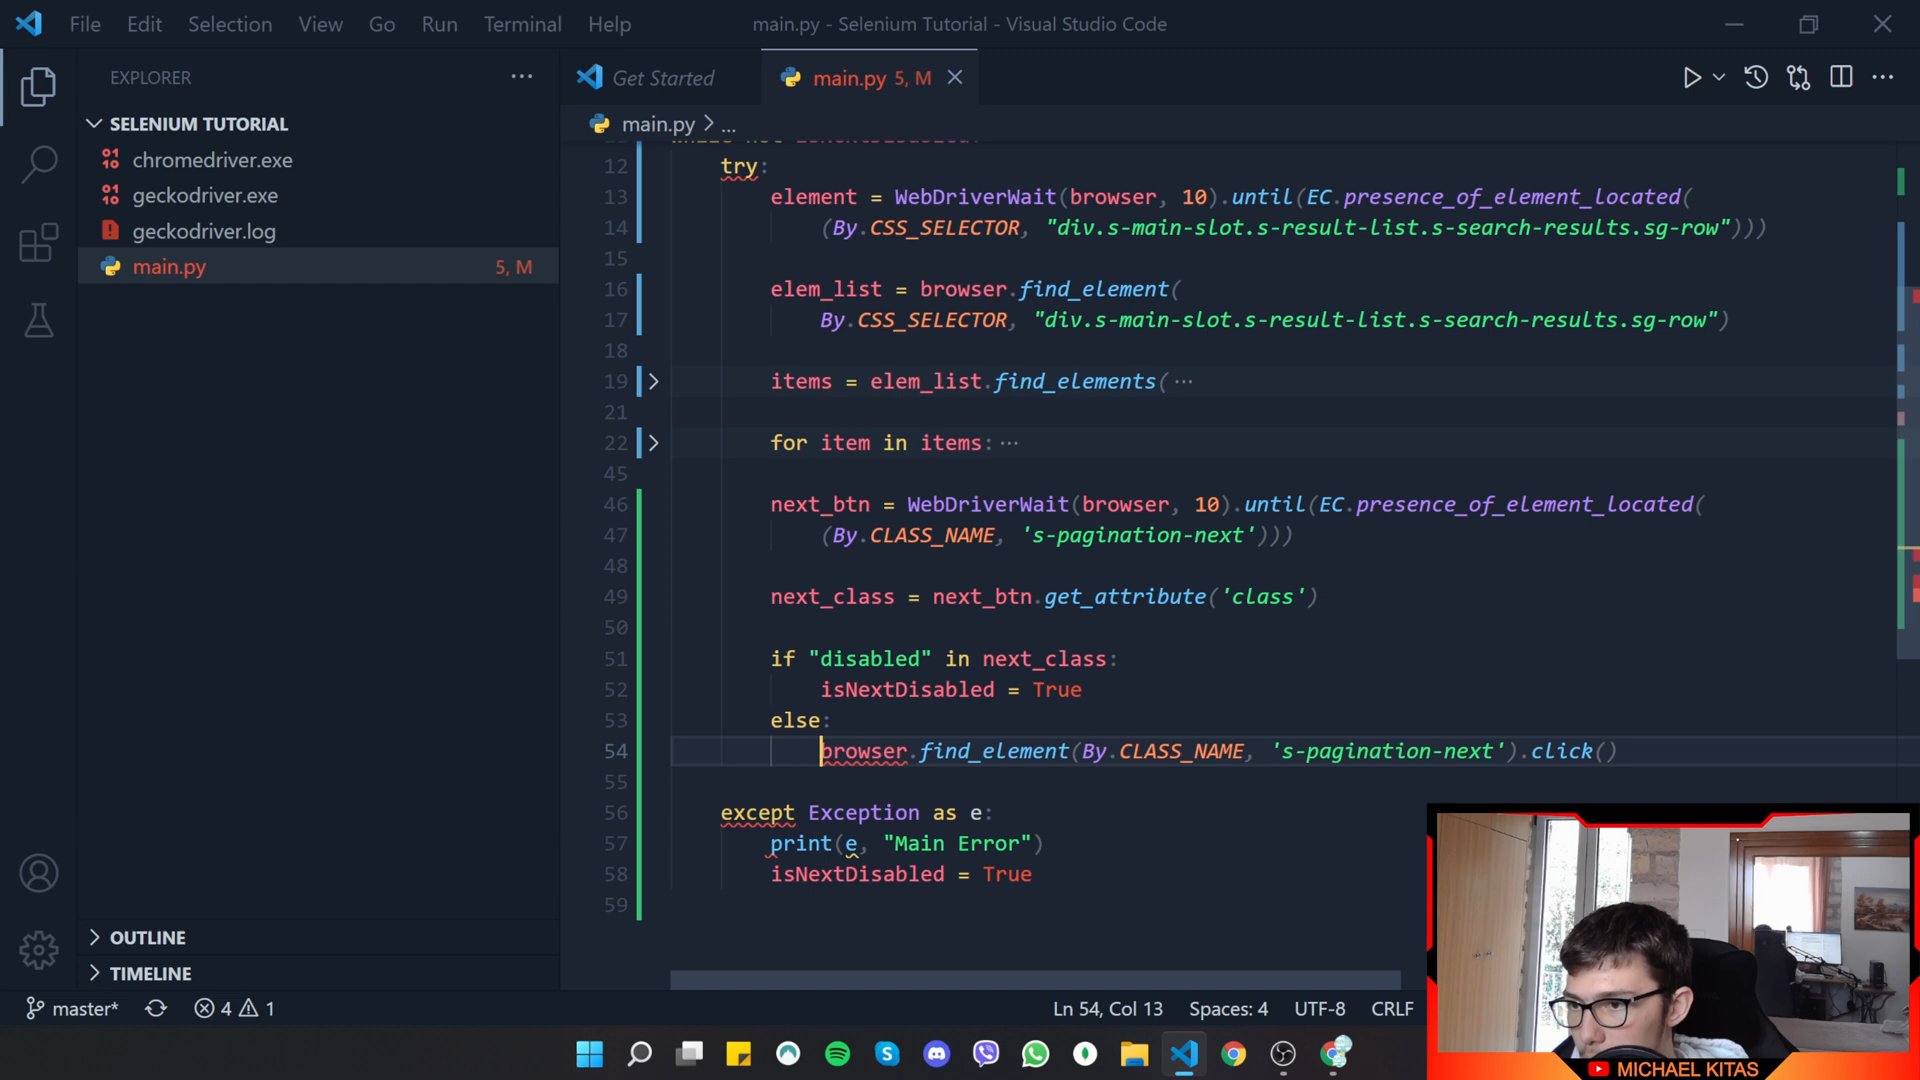 File Edit Selection View Go Run Terminal Help
main.py - Selenium Tutorial - Visual Studio Code
EXPLORER
SELENIUM TUTORIAL
chromedriver.exe
geckodriver.exe
geckodriver.log
main.py 5, M
OUTLINE
TIMELINE
Get Started
main.py 5, M
main.py > ...
12 try:
13 element = WebDriverWait(browser, 10).until(EC.presence_of_element_located(
14 (By.CSS_SELECTOR, "div.s-main-slot.s-result-list.s-search-results.sg-row")))
15
16 elem_list = browser.find_element(
17 By.CSS_SELECTOR, "div.s-main-slot.s-result-list.s-search-results.sg-row")
18
19 items = elem_list.find_elements(…
21
22 for item in items:…
45
46 next_btn = WebDriverWait(browser, 10).until(EC.presence_of_element_located(
47 (By.CLASS_NAME, 's-pagination-next')))
48
49 next_class = next_btn.get_attribute('class')
50
51 if "disabled" in next_class:
52 isNextDisabled = True
53 else:
54 browser.find_element(By.CLASS_NAME, 's-pagination-next').click()
55
56 except Exception as e:
57 print(e, "Main Error")
58 isNextDisabled = True
59
master* 4 1
Ln 54, Col 13 Spaces: 4 UTF-8 CRLF
MICHAEL KITAS